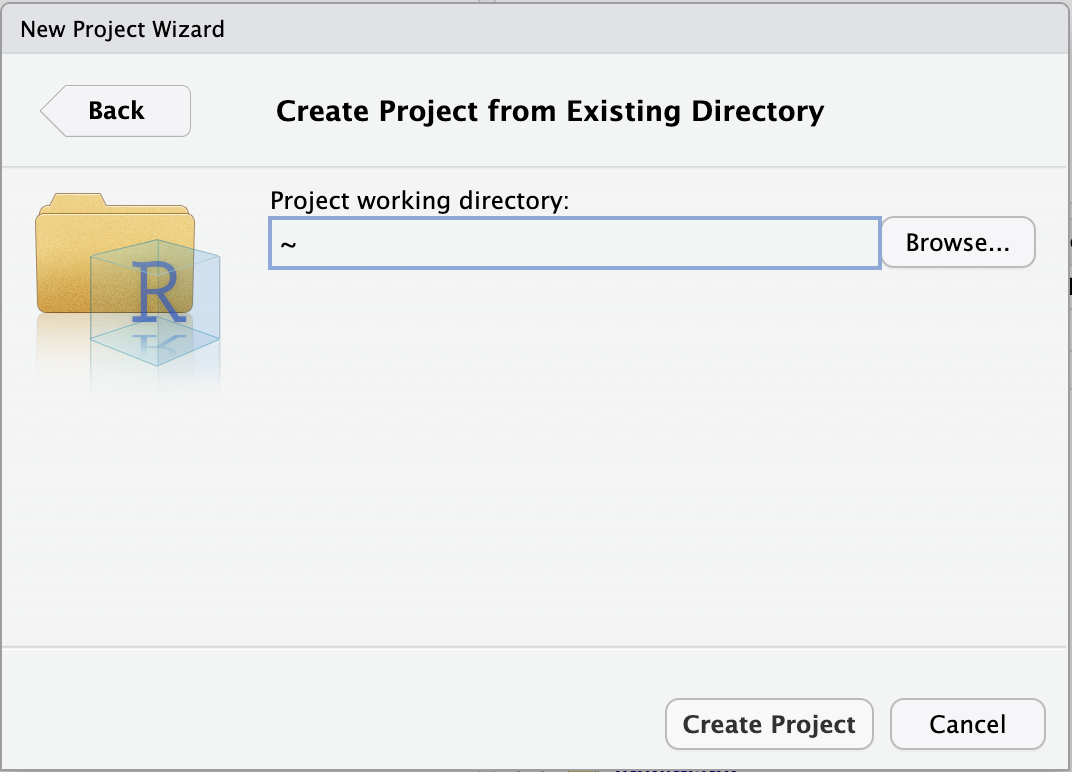 New Project Wizard
Back
Create Project from Existing Directory
Project working directory:
~
Browse...
R
Create Project
Cancel